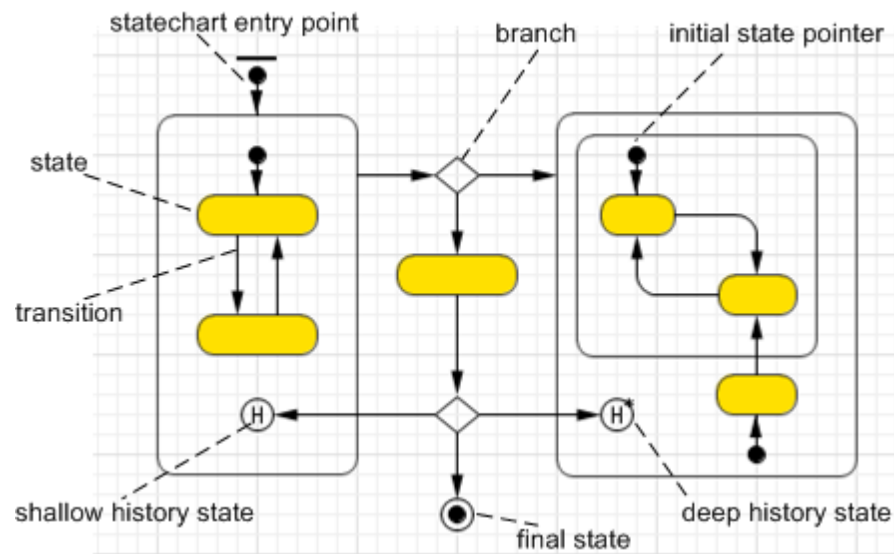 statechart entry point
branch
initial state pointer
state
transition
H
H*
shallow history state
deep history state
final state